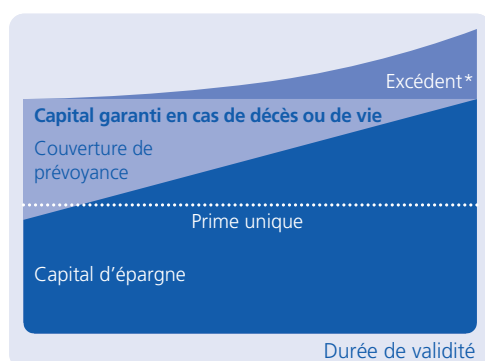 Excédent*
Capital garanti en cas de décès ou de vie
Couverture de
prévoyance
Prime unique
Capital d’épargne
Durée de validité